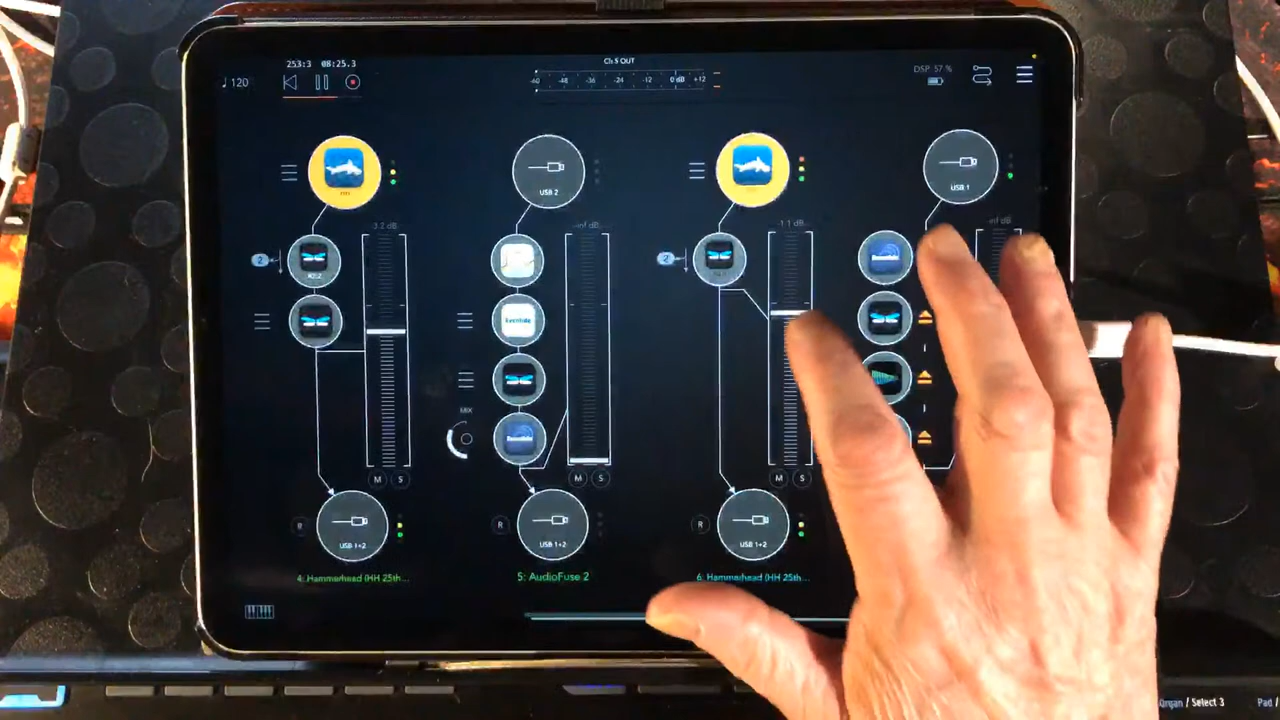 253:3 08:25.3
♩ 120
Ch 5 OUT
-60 -48 -36 -24 -12 0 dB +12
DSP 57 %
USB 2
USB 1
-3.2 dB
-inf dB
-1.1 dB
-inf dB
2
2
Eventide
MIX
M S
M S
M S
R
R
R
USB 1+2
USB 1+2
USB 1+2
4: Hammerhead (HH 25th...
5: AudioFuse 2
6: Hammerhead (HH 25th...
Organ / Select 3
Pad /